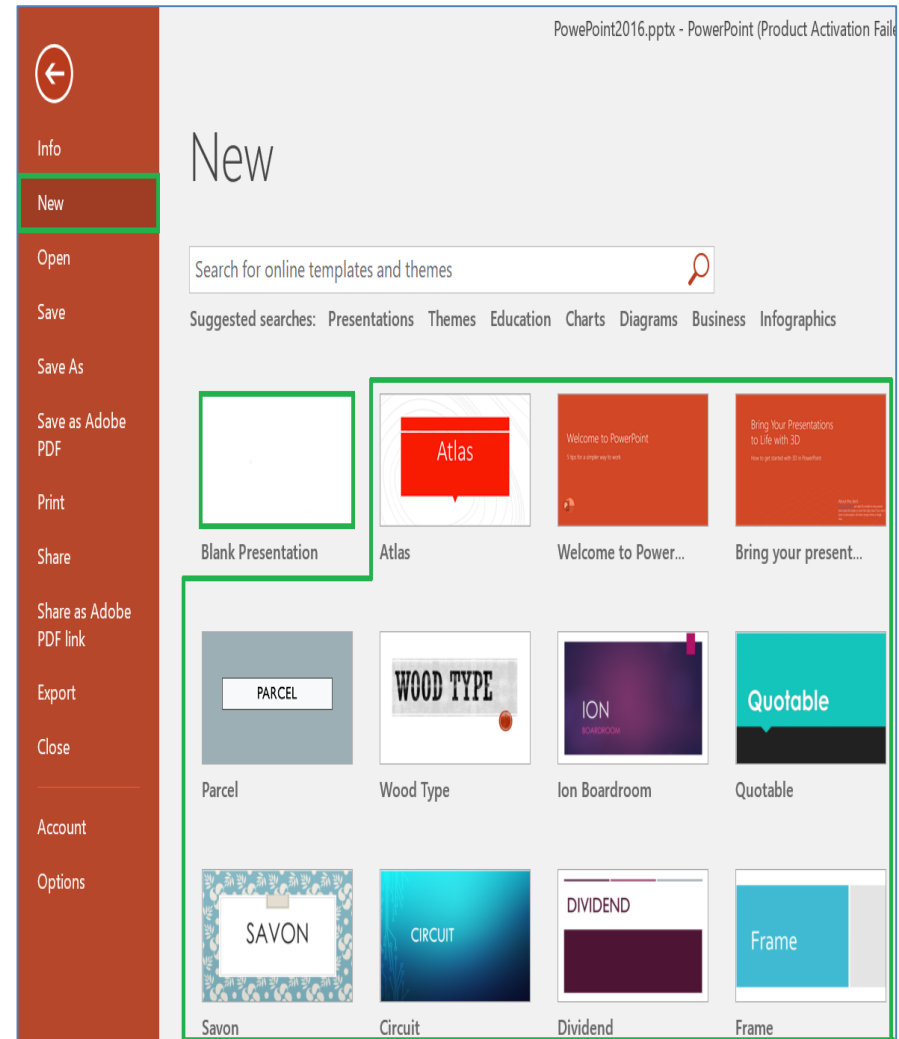 PowePoint2016.pptx - PowerPoint (Product Activation Faile
Info
New
Open
Save
Save As
Save as Adobe
PDF
Print
Share
Share as Adobe
PDF link
Export
Close
Account
Options
New
Search for online templates and themes
Suggested searches: Presentations Themes Education Charts Diagrams Business Infographics
Atlas
Welcome to PowerPoint
5 tips for a simpler way to work
Bring Your Presentations
to Life with 3D
How to get started with 3D in PowerPoint
Blank Presentation
Atlas
Welcome to Power...
Bring your present...
PARCEL
WOOD TYPE
ION
BOARDROOM
Quotable
Parcel
Wood Type
Ion Boardroom
Quotable
SAVON
CIRCUIT
DIVIDEND
Frame
Savon
Circuit
Dividend
Frame